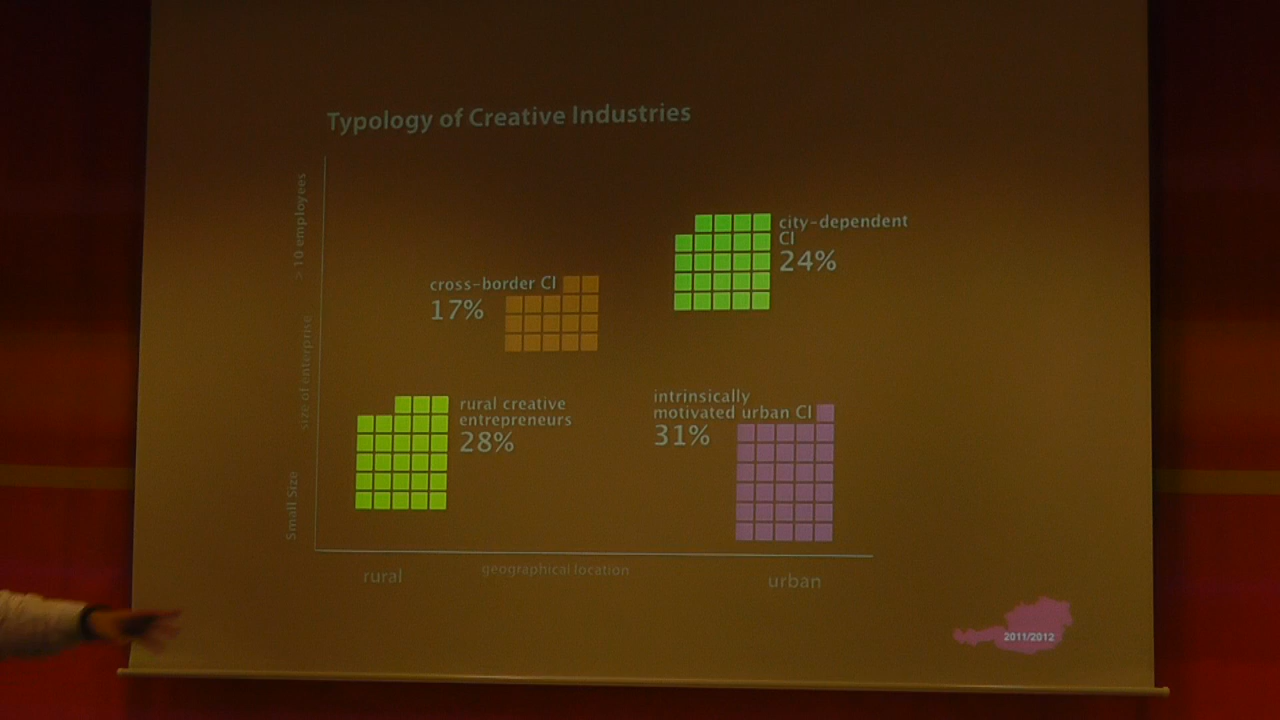 Typology of Creative Industries
> 10 employees
size of enterprise
Small Size
city-dependent
CI
24%
cross-border CI
17%
rural creative
entrepreneurs
28%
intrinsically
motivated urban CI
31%
rural
geographical location
urban
2011/2012